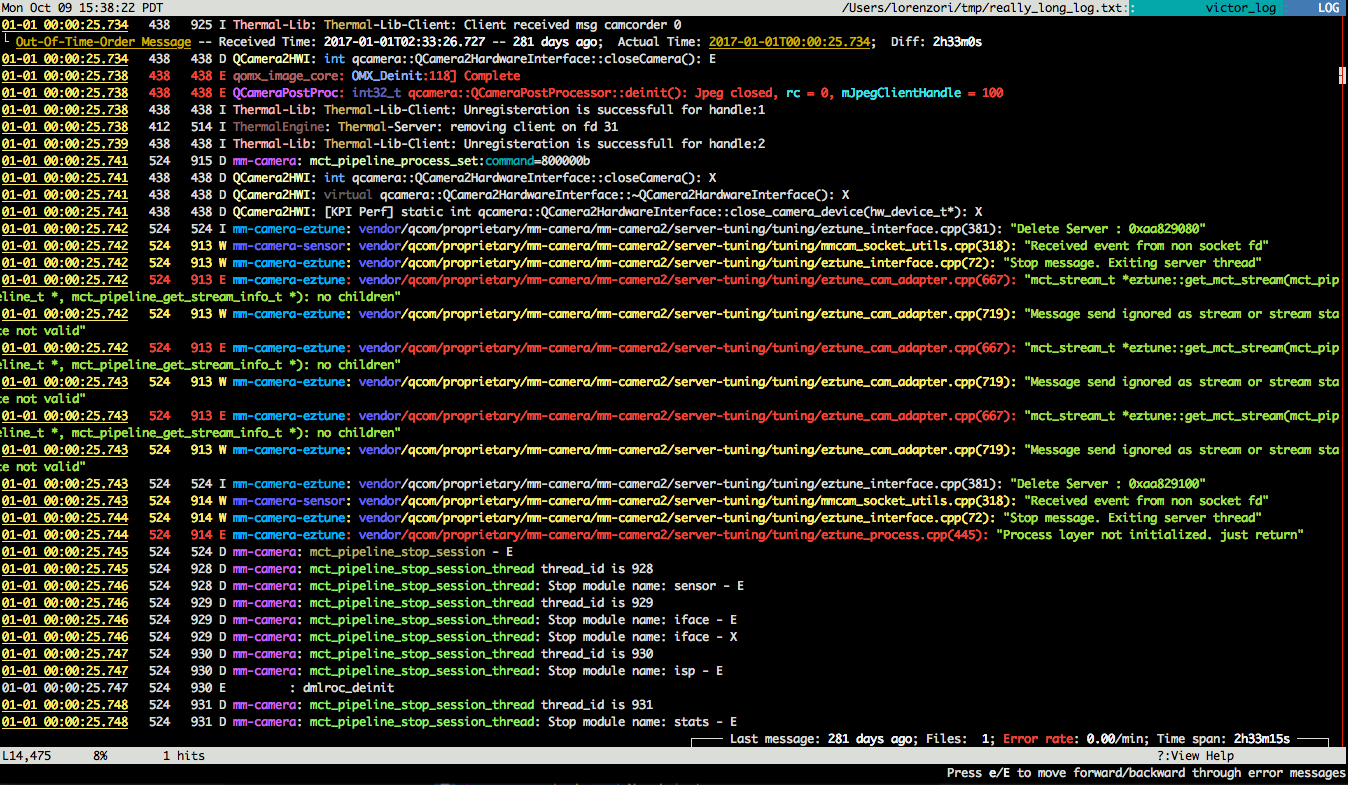 Mon Oct 09 15:38:22 PDT /Users/lorenzori/tmp/really_long_log.txt: victor_log LOG
01-01 00:00:25.734 438 925 I Thermal-Lib: Thermal-Lib-Client: Client received msg camcorder 0
Out-Of-Time-Order Message -- Received Time: 2017-01-01T02:33:26.727 -- 281 days ago; Actual Time: 2017-01-01T00:00:25.734; Diff: 2h33m0s
01-01 00:00:25.734 438 438 D QCamera2HWI: int qcamera::QCamera2HardwareInterface::closeCamera(): E
01-01 00:00:25.738 438 438 E qomx_image_core: OMX_Deinit:118] Complete
01-01 00:00:25.738 438 438 E QCameraPostProc: int32_t qcamera::QCameraPostProcessor::deinit(): Jpeg closed, rc = 0, mJpegClientHandle = 100
01-01 00:00:25.738 438 438 I Thermal-Lib: Thermal-Lib-Client: Unregisteration is successfull for handle:1
01-01 00:00:25.738 412 514 I ThermalEngine: Thermal-Server: removing client on fd 31
01-01 00:00:25.739 438 438 I Thermal-Lib: Thermal-Lib-Client: Unregisteration is successfull for handle:2
01-01 00:00:25.741 524 915 D mm-camera: mct_pipeline_process_set:command=800000b
01-01 00:00:25.741 438 438 D QCamera2HWI: int qcamera::QCamera2HardwareInterface::closeCamera(): X
01-01 00:00:25.741 438 438 D QCamera2HWI: virtual qcamera::QCamera2HardwareInterface::~QCamera2HardwareInterface(): X
01-01 00:00:25.741 438 438 D QCamera2HWI: [KPI Perf] static int qcamera::QCamera2HardwareInterface::close_camera_device(hw_device_t*): X
01-01 00:00:25.742 524 524 I mm-camera-eztune: vendor/qcom/proprietary/mm-camera/mm-camera2/server-tuning/tuning/eztune_interface.cpp(381): "Delete Server : 0xaa829080"
01-01 00:00:25.742 524 913 W mm-camera-sensor: vendor/qcom/proprietary/mm-camera/mm-camera2/server-tuning/tuning/mmcam_socket_utils.cpp(318): "Received event from non socket fd"
01-01 00:00:25.742 524 913 W mm-camera-eztune: vendor/qcom/proprietary/mm-camera/mm-camera2/server-tuning/tuning/eztune_interface.cpp(72): "Stop message. Exiting server thread"
01-01 00:00:25.742 524 913 E mm-camera-eztune: vendor/qcom/proprietary/mm-camera/mm-camera2/server-tuning/tuning/eztune_cam_adapter.cpp(667): "mct_stream_t *eztune::get_mct_stream(mct_pip
eline_t *, mct_pipeline_get_stream_info_t *): no children"
01-01 00:00:25.742 524 913 W mm-camera-eztune: vendor/qcom/proprietary/mm-camera/mm-camera2/server-tuning/tuning/eztune_cam_adapter.cpp(719): "Message send ignored as stream or stream sta
te not valid"
01-01 00:00:25.742 524 913 E mm-camera-eztune: vendor/qcom/proprietary/mm-camera/mm-camera2/server-tuning/tuning/eztune_cam_adapter.cpp(667): "mct_stream_t *eztune::get_mct_stream(mct_pip
eline_t *, mct_pipeline_get_stream_info_t *): no children"
01-01 00:00:25.743 524 913 W mm-camera-eztune: vendor/qcom/proprietary/mm-camera/mm-camera2/server-tuning/tuning/eztune_cam_adapter.cpp(719): "Message send ignored as stream or stream sta
te not valid"
01-01 00:00:25.743 524 913 E mm-camera-eztune: vendor/qcom/proprietary/mm-camera/mm-camera2/server-tuning/tuning/eztune_cam_adapter.cpp(667): "mct_stream_t *eztune::get_mct_stream(mct_pip
eline_t *, mct_pipeline_get_stream_info_t *): no children"
01-01 00:00:25.743 524 913 W mm-camera-eztune: vendor/qcom/proprietary/mm-camera/mm-camera2/server-tuning/tuning/eztune_cam_adapter.cpp(719): "Message send ignored as stream or stream sta
te not valid"
01-01 00:00:25.743 524 524 I mm-camera-eztune: vendor/qcom/proprietary/mm-camera/mm-camera2/server-tuning/tuning/eztune_interface.cpp(381): "Delete Server : 0xaa829100"
01-01 00:00:25.743 524 914 W mm-camera-sensor: vendor/qcom/proprietary/mm-camera/mm-camera2/server-tuning/tuning/mmcam_socket_utils.cpp(318): "Received event from non socket fd"
01-01 00:00:25.744 524 914 W mm-camera-eztune: vendor/qcom/proprietary/mm-camera/mm-camera2/server-tuning/tuning/eztune_interface.cpp(72): "Stop message. Exiting server thread"
01-01 00:00:25.744 524 914 E mm-camera-eztune: vendor/qcom/proprietary/mm-camera/mm-camera2/server-tuning/tuning/eztune_process.cpp(445): "Process layer not initialized. just return"
01-01 00:00:25.745 524 524 D mm-camera: mct_pipeline_stop_session - E
01-01 00:00:25.745 524 928 D mm-camera: mct_pipeline_stop_session_thread thread_id is 928
01-01 00:00:25.746 524 928 D mm-camera: mct_pipeline_stop_session_thread: Stop module name: sensor - E
01-01 00:00:25.746 524 929 D mm-camera: mct_pipeline_stop_session_thread thread_id is 929
01-01 00:00:25.746 524 929 D mm-camera: mct_pipeline_stop_session_thread: Stop module name: iface - E
01-01 00:00:25.746 524 929 D mm-camera: mct_pipeline_stop_session_thread: Stop module name: iface - X
01-01 00:00:25.747 524 930 D mm-camera: mct_pipeline_stop_session_thread thread_id is 930
01-01 00:00:25.747 524 930 D mm-camera: mct_pipeline_stop_session_thread: Stop module name: isp - E
01-01 00:00:25.747 524 930 E : dmlroc_deinit
01-01 00:00:25.748 524 931 D mm-camera: mct_pipeline_stop_session_thread thread_id is 931
01-01 00:00:25.748 524 931 D mm-camera: mct_pipeline_stop_session_thread: Stop module name: stats - E
Last message: 281 days ago; Files: 1; Error rate: 0.00/min; Time span: 2h33m15s
L14,475 8% 1 hits ?:View Help
Press e/E to move forward/backward through error messages